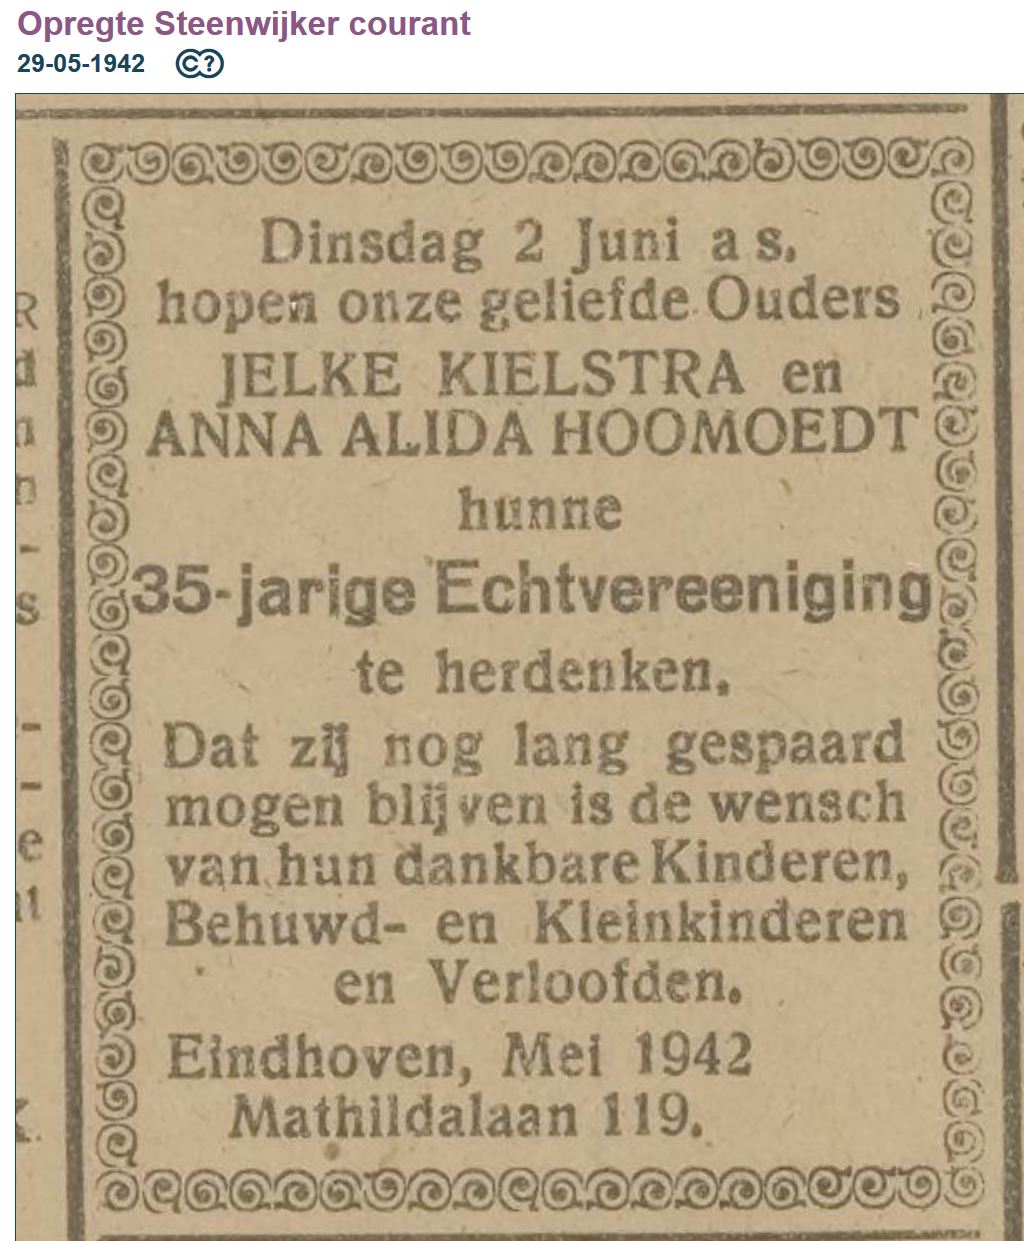 Opregte Steenwijker courant
29-05-1942 ©?
Dinsdag 2 Juni a s.
hopen onze geliefde Ouders
JELKE KIELSTRA en
ANNA ALIDA HOOMOEDT
hunne
35-jarige Echtvereeniging
te herdenken.
Dat zij nog lang gespaard
mogen blijven is de wensch
van hun dankbare Kinderen,
Behuwd- en Kleinkinderen
en Verloofden.
Eindhoven, Mei 1942
Mathildalaan 119.